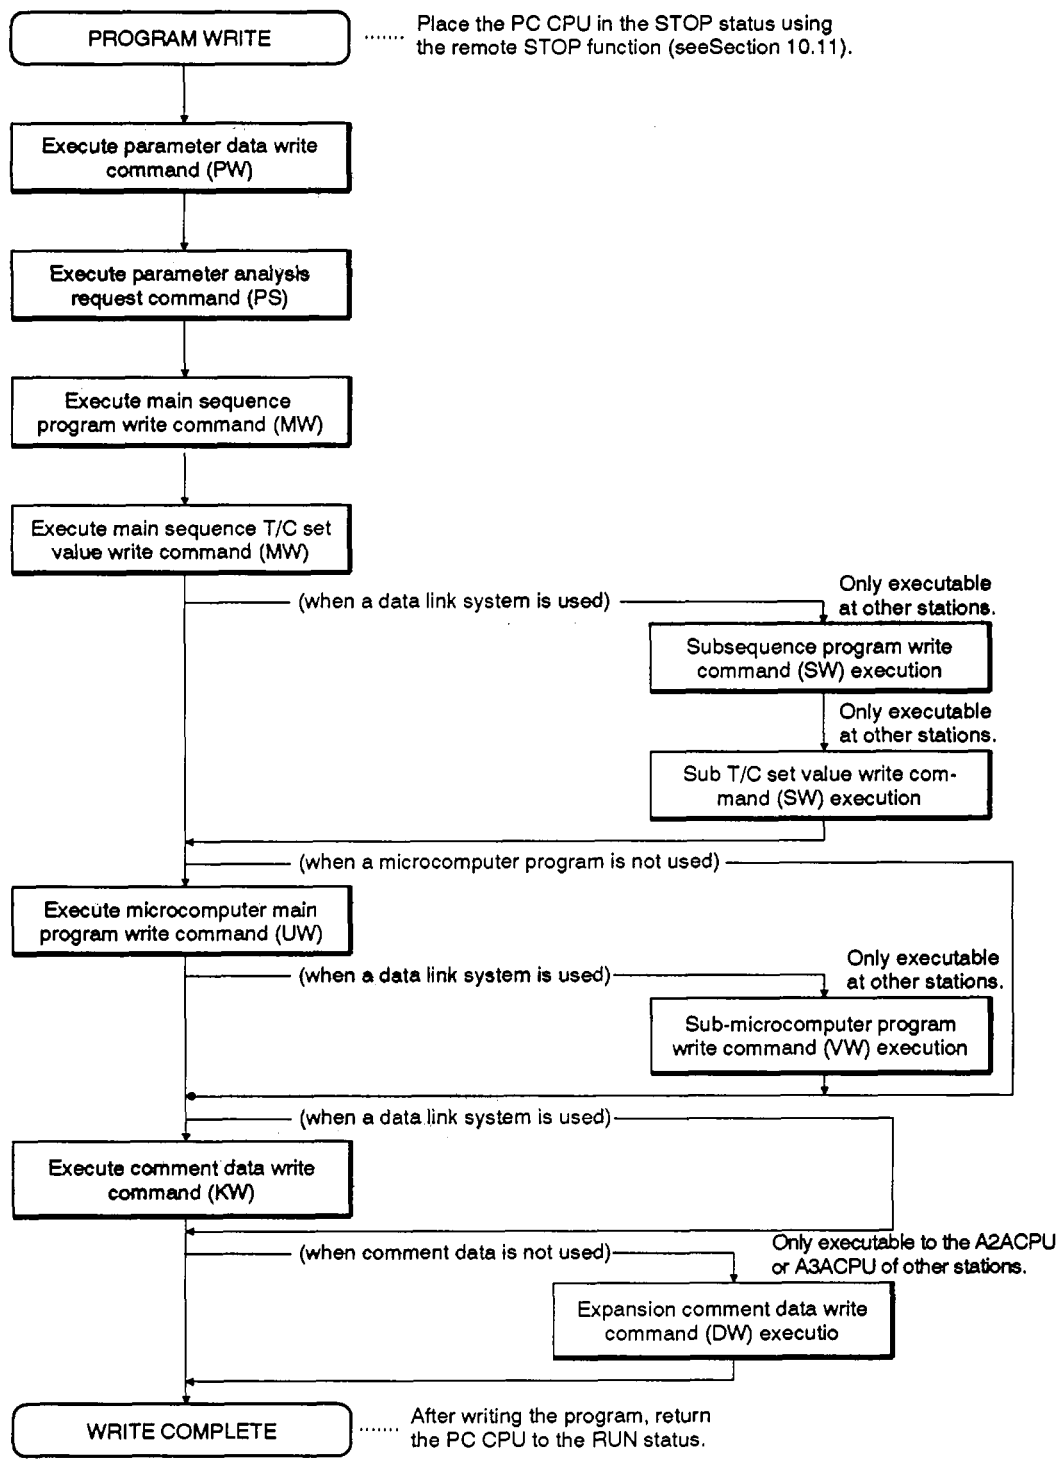 PROGRAM WRITE
Place the PC CPU in the STOP status using
the remote STOP function (seeSection 10.11).
Execute parameter data write
command (PW)
Execute parameter analysis
request command (PS)
Execute main sequence
program write command (MW)
Execute main sequence T/C set
value write command (MW)
(when a data link system is used)
Only executable
at other stations.
Subsequence program write
command (SW) execution
Only executable
at other stations.
Sub T/C set value write com-
mand (SW) execution
(when a microcomputer program is not used)
Execute microcomputer main
program write command (UW)
(when a data link system is used)
Only executable
at other stations.
Sub-microcomputer program
write command (VW) execution
(when a data link system is used)
Execute comment data write
command (KW)
(when comment data is not used)
Only executable to the A2ACPU
or A3ACPU of other stations.
Expansion comment data write
command (DW) executio
WRITE COMPLETE
After writing the program, return
the PC CPU to the RUN status.